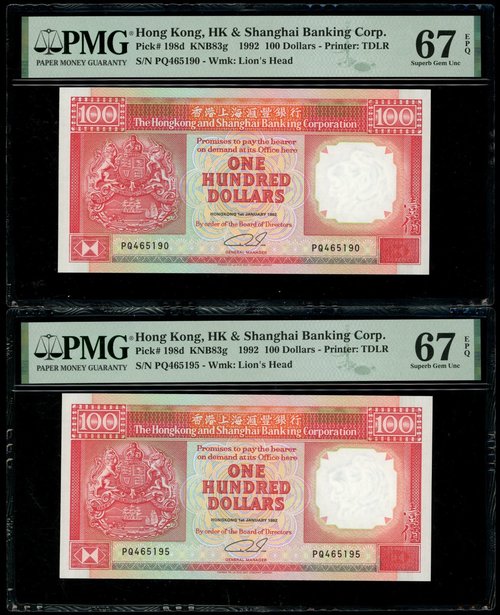 PMG® Hong Kong, HK & Shanghai Banking Corp.
Pick# 198d KNB83g 1992 100 Dollars - Printer: TDLR
PAPER MONEY GUARANTY
S/N PQ465190 - Wmk: Lion's Head
67 EPQ
Superb Gem Unc
100 香港上海滙豐銀行 100
The Hongkong and Shanghai Banking Corporation
Promises to pay the bearer
on demand at its Office here
ONE
HUNDRED
DOLLARS
HONGKONG 1st JANUARY 1992
By order of the Board of Directors
GENERAL MANAGER
PQ465190 PQ465190
PMG® Hong Kong, HK & Shanghai Banking Corp.
Pick# 198d KNB83g 1992 100 Dollars - Printer: TDLR
PAPER MONEY GUARANTY
S/N PQ465195 - Wmk: Lion's Head
67 EPQ
Superb Gem Unc
100 香港上海滙豐銀行 100
The Hongkong and Shanghai Banking Corporation
Promises to pay the bearer
on demand at its Office here
ONE
HUNDRED
DOLLARS
HONGKONG 1st JANUARY 1992
By order of the Board of Directors
GENERAL MANAGER
PQ465195 PQ465195